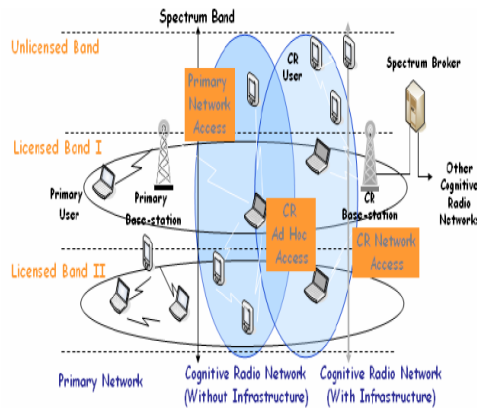 Spectrum Band
Unlicensed Band
CR
User
Spectrum Broker
Primary
Network
Access
Licensed Band I
Primary
User
Primary
Base-station
CR
Base-station
Other
Cognitive
Radio
Networks
CR
Ad Hoc
Access
CR Network
Access
Licensed Band II
Primary Network
Cognitive Radio Network
(Without Infrastructure)
Cognitive Radio Network
(With Infrastructure)